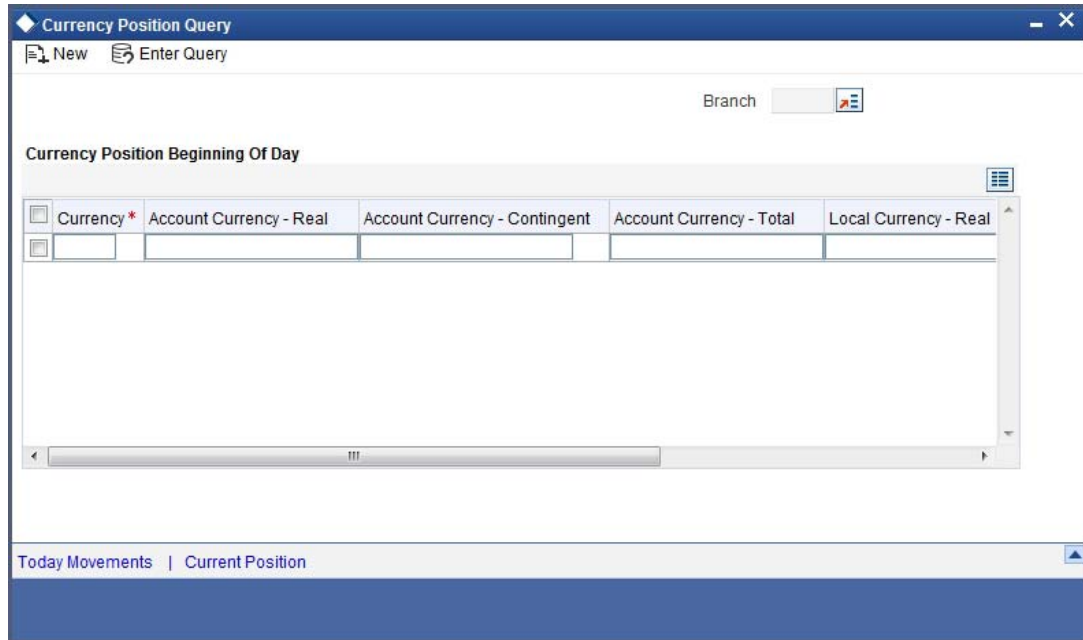 Currency Position Query
New Enter Query
Branch
Currency Position Beginning Of Day
Currency * Account Currency - Real Account Currency - Contingent Account Currency - Total Local Currency - Real
Today Movements | Current Position